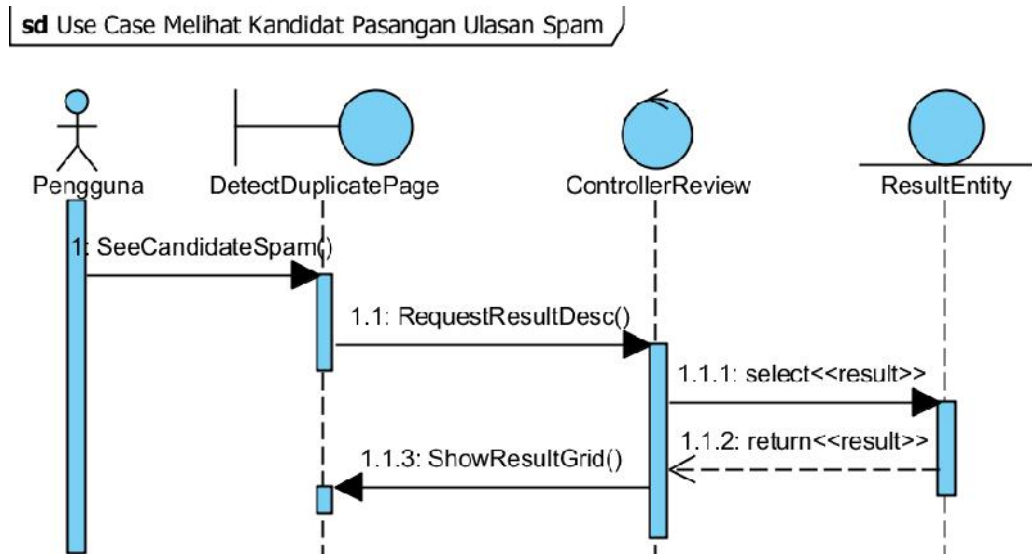 sd Use Case Melihat Kandidat Pasangan Ulasan Spam
Pengguna
DetectDuplicatePage
ControllerReview
ResultEntity
1: SeeCandidateSpam()
1.1: RequestResultDesc()
1.1.1: select<<result>>
1.1.2: return<<result>>
1.1.3: ShowResultGrid()